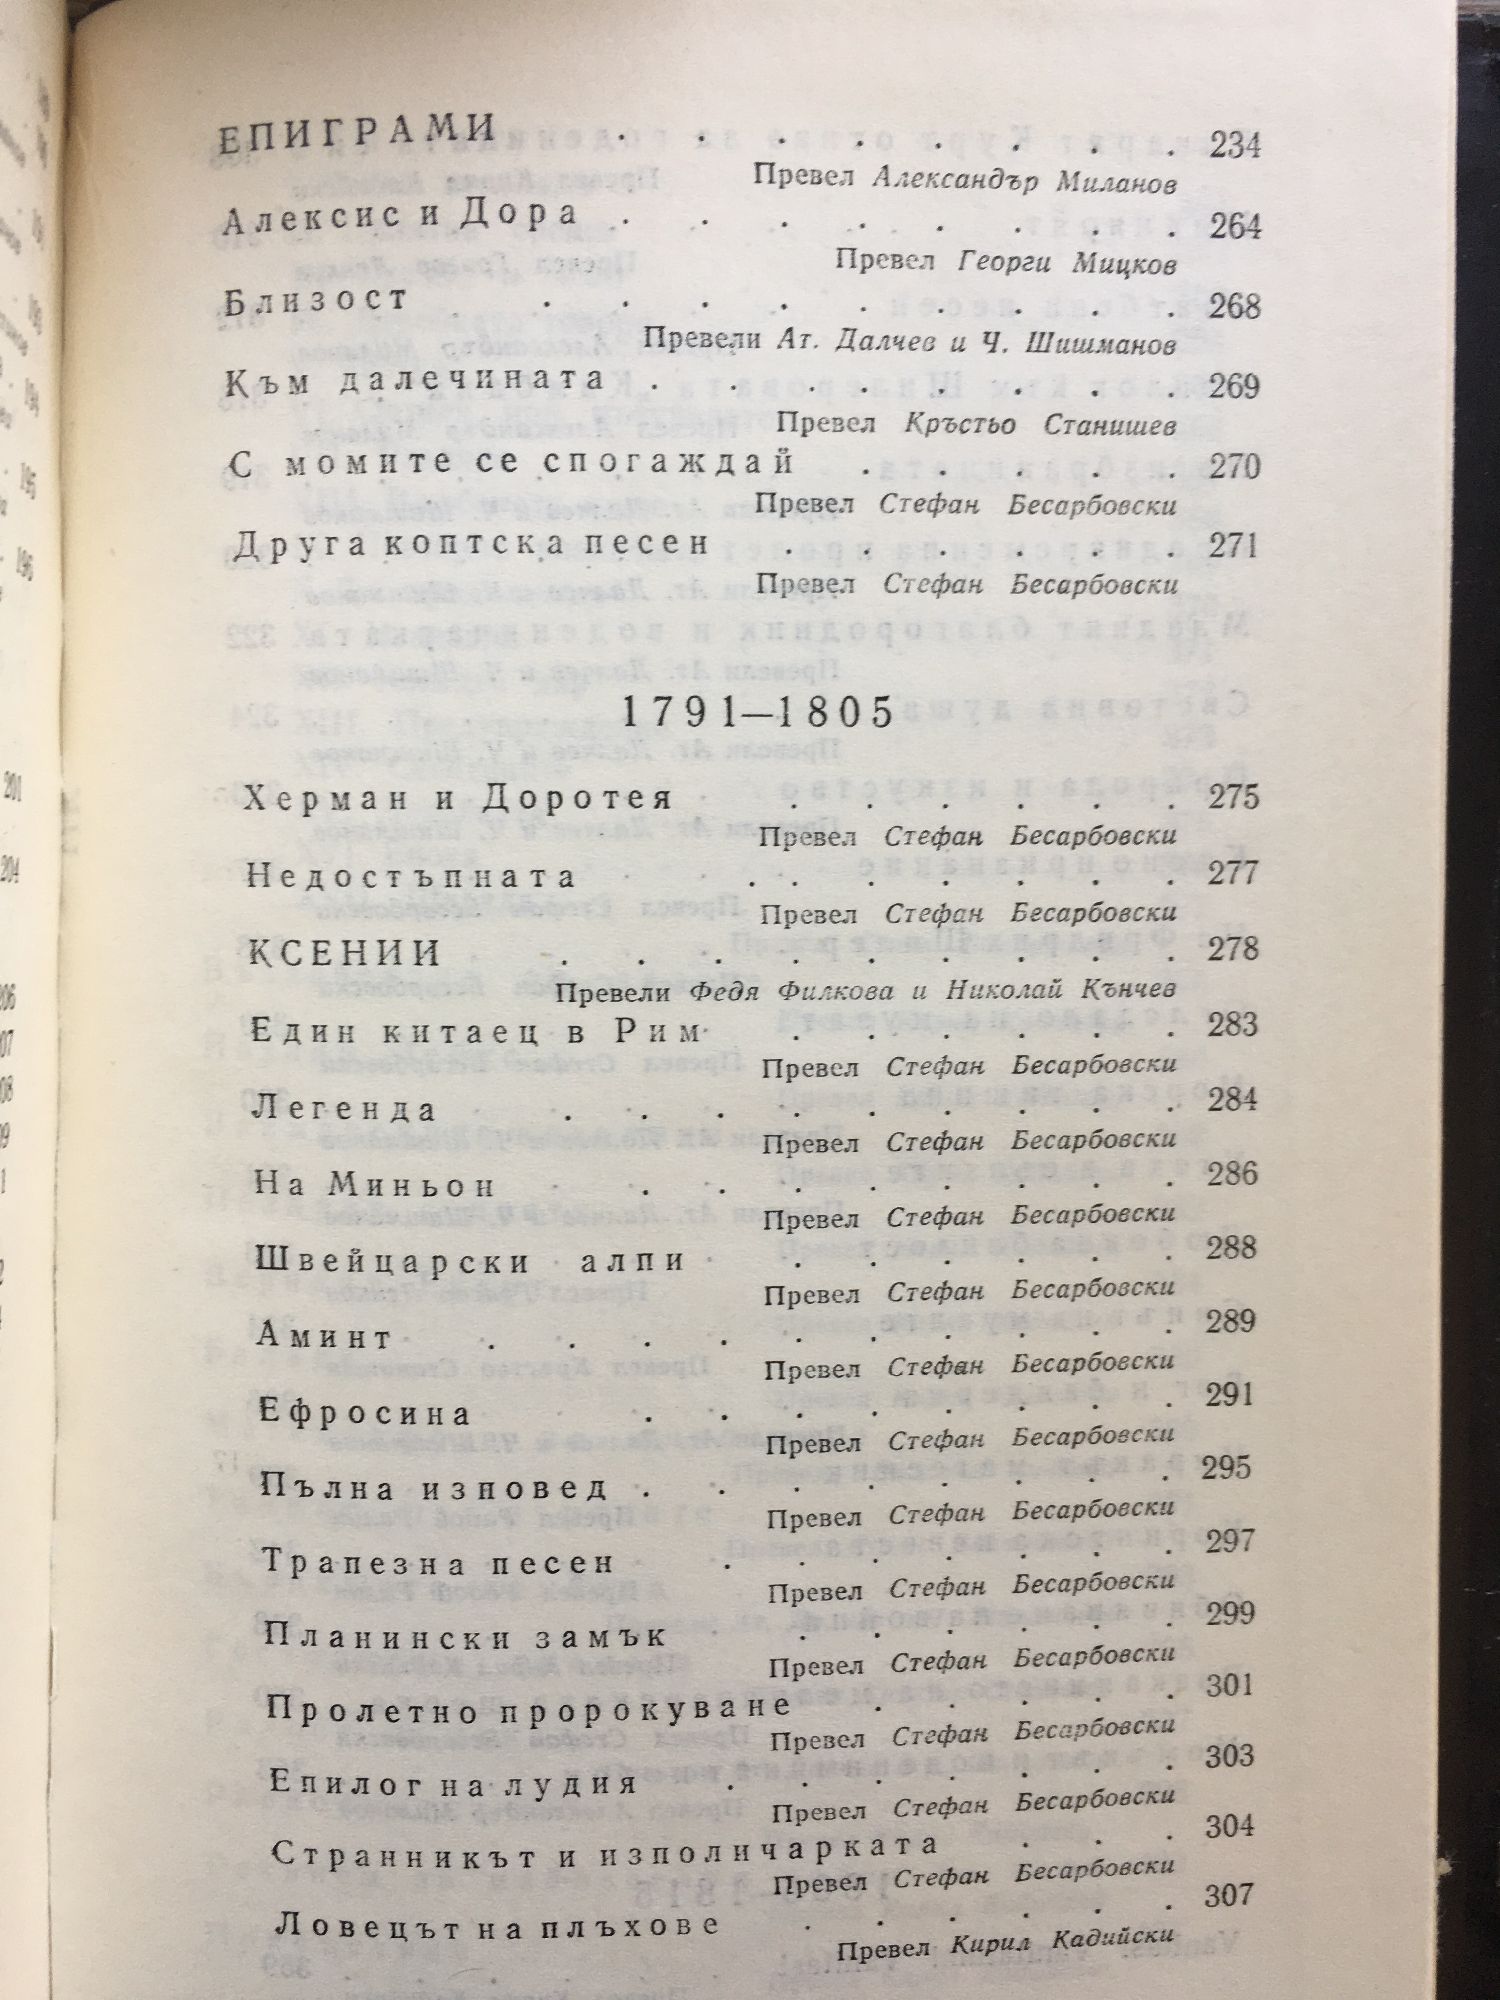 ЕПИГРАМИ . . . . . . . . 234
Превел Александър Миланов
Алексис и Дора . . . . . . . . 264
Превел Георги Мицков
Близост . . . . . . . . . 268
Превели Ат. Далчев и Ч. Шишманов
Към далечината . . . . . . . . 269
Превел Кръстьо Станишев
С момите се спогаждай . . . . . 270
Превел Стефан Бесарбовски
Друга коптска песен . . . . . . 271
Превел Стефан Бесарбовски
1791—1805
Херман и Доротея . . . . . . 275
Превел Стефан Бесарбовски
Недостъпната . . . . . . . 277
Превел Стефан Бесарбовски
КСЕНИИ . . . . . . . . . 278
Превели Федя Филкова и Николай Кънчев
Един китаец в Рим . . . . . . 283
Превел Стефан Бесарбовски
Легенда . . . . . . . . . 284
Превел Стефан Бесарбовски
На Миньон . . . . . . . . 286
Превел Стефан Бесарбовски
Швейцарски алпи . . . . . . 288
Превел Стефан Бесарбовски
Аминт . . . . . . . . . . 289
Превел Стефан Бесарбовски
Ефросина . . . . . . . . 291
Превел Стефан Бесарбовски
Пълна изповед . . . . . . . . 295
Превел Стефан Бесарбовски
Трапезна песен . . . . . . . 297
Превел Стефан Бесарбовски
Планински замък . . . . . . 299
Превел Стефан Бесарбовски
Пролетно пророкуване . . . . . 301
Превел Стефан Бесарбовски
Епилог на лудия . . . . . . . 303
Превел Стефан Бесарбовски
Странникът и изполичарката . . . 304
Превел Стефан Бесарбовски
Ловецът на плъхове . . . . . . 307
Превел Кирил Кадийски